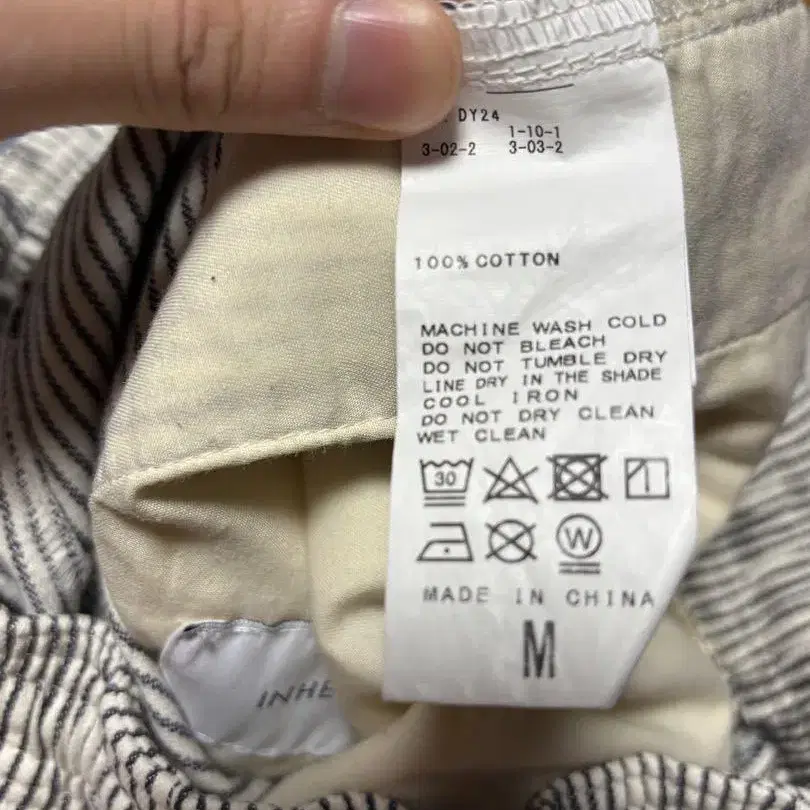 DY24
1-10-1
3-02-2 3-03-2
100% COTTON
MACHINE WASH COLD
DO NOT BLEACH
DO NOT TUMBLE DRY
LINE DRY IN THE SHADE
COOL IRON
DO NOT DRY CLEAN
WET CLEAN
30
W
MADE IN CHINA
M
INHE